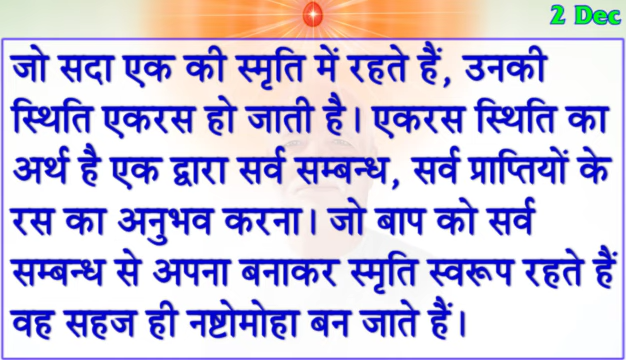 2 Dec
जो सदा एक की स्मृति में रहते हैं, उनकी
स्थिति एकरस हो जाती है। एकरस स्थिति का
अर्थ है एक द्वारा सर्व सम्बन्ध, सर्व प्राप्तियों के
रस का अनुभव करना। जो बाप को सर्व
सम्बन्ध से अपना बनाकर स्मृति स्वरूप रहते हैं
वह सहज ही नष्टोमोहा बन जाते हैं।